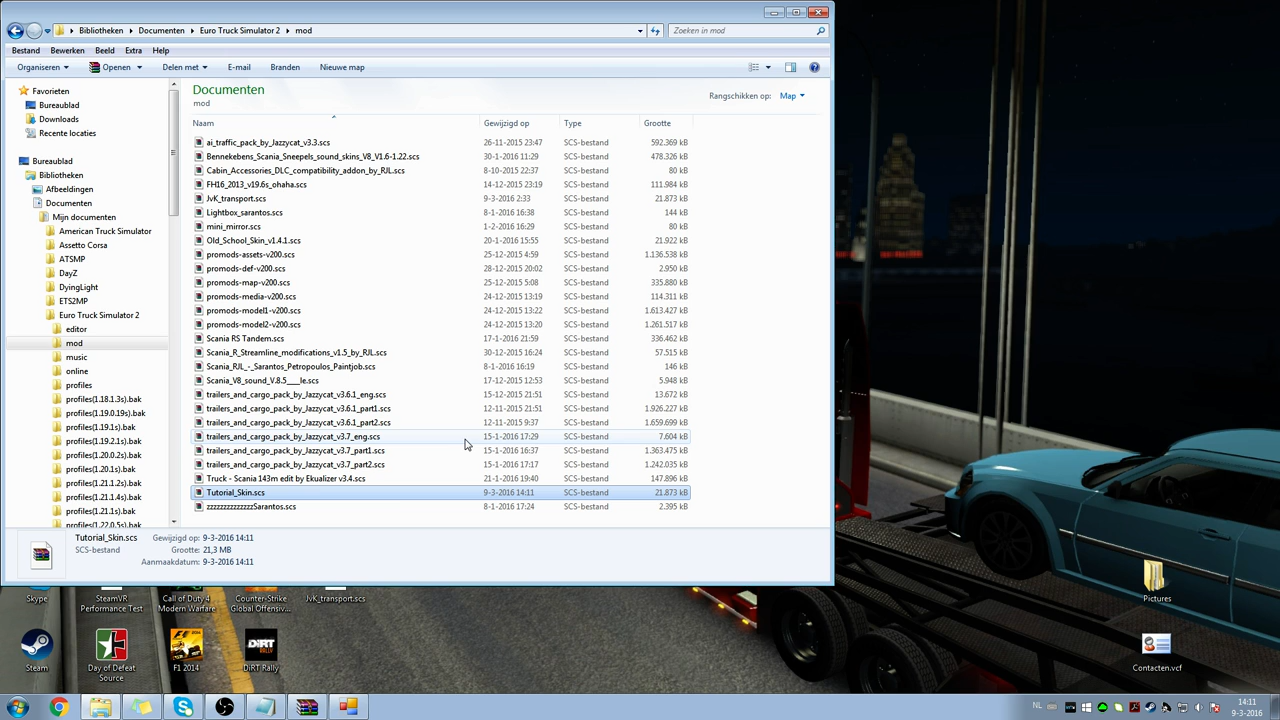 Bibliotheken Documenten Euro Truck Simulator 2 mod
Zoeken in mod
Bestand Bewerken Beeld Extra Help
Organiseren Openen Delen met E-mail Branden Nieuwe map
Favorieten
Bureaublad
Downloads
Recente locaties
Bureaublad
Bibliotheken
Afbeeldingen
Documenten
Mijn documenten
American Truck Simulator
Assetto Corsa
ATSMP
DayZ
DyingLight
ETS2MP
Euro Truck Simulator 2
editor
mod
music
online
profiles
profiles(1.18.1.3s).bak
profiles(1.19.0.19s).bak
profiles(1.19.1s).bak
profiles(1.19.2.1s).bak
profiles(1.20.0.2s).bak
profiles(1.20.1s).bak
profiles(1.21.1.2s).bak
profiles(1.21.1.4s).bak
profiles(1.21.1s).bak
profiles(1.22.0.5s).bak
Documenten
mod
Rangschikken op: Map
Naam Gewijzigd op Type Grootte
ai_traffic_pack_by_Jazzycat_v3.3.scs 26-11-2015 23:47 SCS-bestand 592.369 kB
Bennekebens_Scania_Sneepels_sound_skins_V8_V1.6-1.22.scs 30-1-2016 11:29 SCS-bestand 478.326 kB
Cabin_Accessories_DLC_compatibility_addon_by_RJL.scs 8-10-2015 22:37 SCS-bestand 80 kB
FH16_2013_v19.6s_ohaha.scs 14-12-2015 23:19 SCS-bestand 111.984 kB
JvK_transport.scs 9-3-2016 2:33 SCS-bestand 21.873 kB
Lightbox_sarantos.scs 8-1-2016 16:38 SCS-bestand 144 kB
mini_mirror.scs 1-2-2016 16:29 SCS-bestand 80 kB
Old_School_Skin_v1.4.1.scs 20-1-2016 15:55 SCS-bestand 21.922 kB
promods-assets-v200.scs 25-12-2015 4:59 SCS-bestand 1.136.538 kB
promods-def-v200.scs 28-12-2015 20:02 SCS-bestand 2.950 kB
promods-map-v200.scs 25-12-2015 5:08 SCS-bestand 335.880 kB
promods-media-v200.scs 24-12-2015 13:19 SCS-bestand 114.311 kB
promods-model1-v200.scs 24-12-2015 13:22 SCS-bestand 1.613.427 kB
promods-model2-v200.scs 24-12-2015 13:20 SCS-bestand 1.261.517 kB
Scania RS Tandem.scs 17-1-2016 21:59 SCS-bestand 336.462 kB
Scania_R_Streamline_modifications_v1.5_by_RJL.scs 30-12-2015 16:24 SCS-bestand 57.515 kB
Scania_RJL_-_Sarantos_Petropoulos_Paintjob.scs 8-1-2016 16:19 SCS-bestand 146 kB
Scania_V8_sound_V.8.5___le.scs 17-12-2015 12:53 SCS-bestand 5.948 kB
trailers_and_cargo_pack_by_Jazzycat_v3.6.1_eng.scs 15-12-2015 21:51 SCS-bestand 13.672 kB
trailers_and_cargo_pack_by_Jazzycat_v3.6.1_part1.scs 12-11-2015 21:51 SCS-bestand 1.926.227 kB
trailers_and_cargo_pack_by_Jazzycat_v3.6.1_part2.scs 12-11-2015 9:37 SCS-bestand 1.659.699 kB
trailers_and_cargo_pack_by_Jazzycat_v3.7_eng.scs 15-1-2016 17:29 SCS-bestand 7.604 kB
trailers_and_cargo_pack_by_Jazzycat_v3.7_part1.scs 15-1-2016 16:37 SCS-bestand 1.363.475 kB
trailers_and_cargo_pack_by_Jazzycat_v3.7_part2.scs 15-1-2016 17:17 SCS-bestand 1.242.035 kB
Truck - Scania 143m edit by Ekualizer v3.4.scs 21-1-2016 19:40 SCS-bestand 147.896 kB
Tutorial_Skin.scs 9-3-2016 14:11 SCS-bestand 21.873 kB
zzzzzzzzzzzzzzSarantos.scs 8-1-2016 17:24 SCS-bestand 2.395 kB
Tutorial_Skin.scs Gewijzigd op: 9-3-2016 14:11
SCS-bestand Grootte: 21,3 MB
Aanmaakdatum: 9-3-2016 14:11
Skype
SteamVR Performance Test
Call of Duty 4 Modern Warfare
Counter-Strike Global Offensiv...
JvK_transport.scs
Pictures
Steam
Day of Defeat Source
F1 2014
DiRT Rally
Contacten.vcf
NL
14:11
9-3-2016